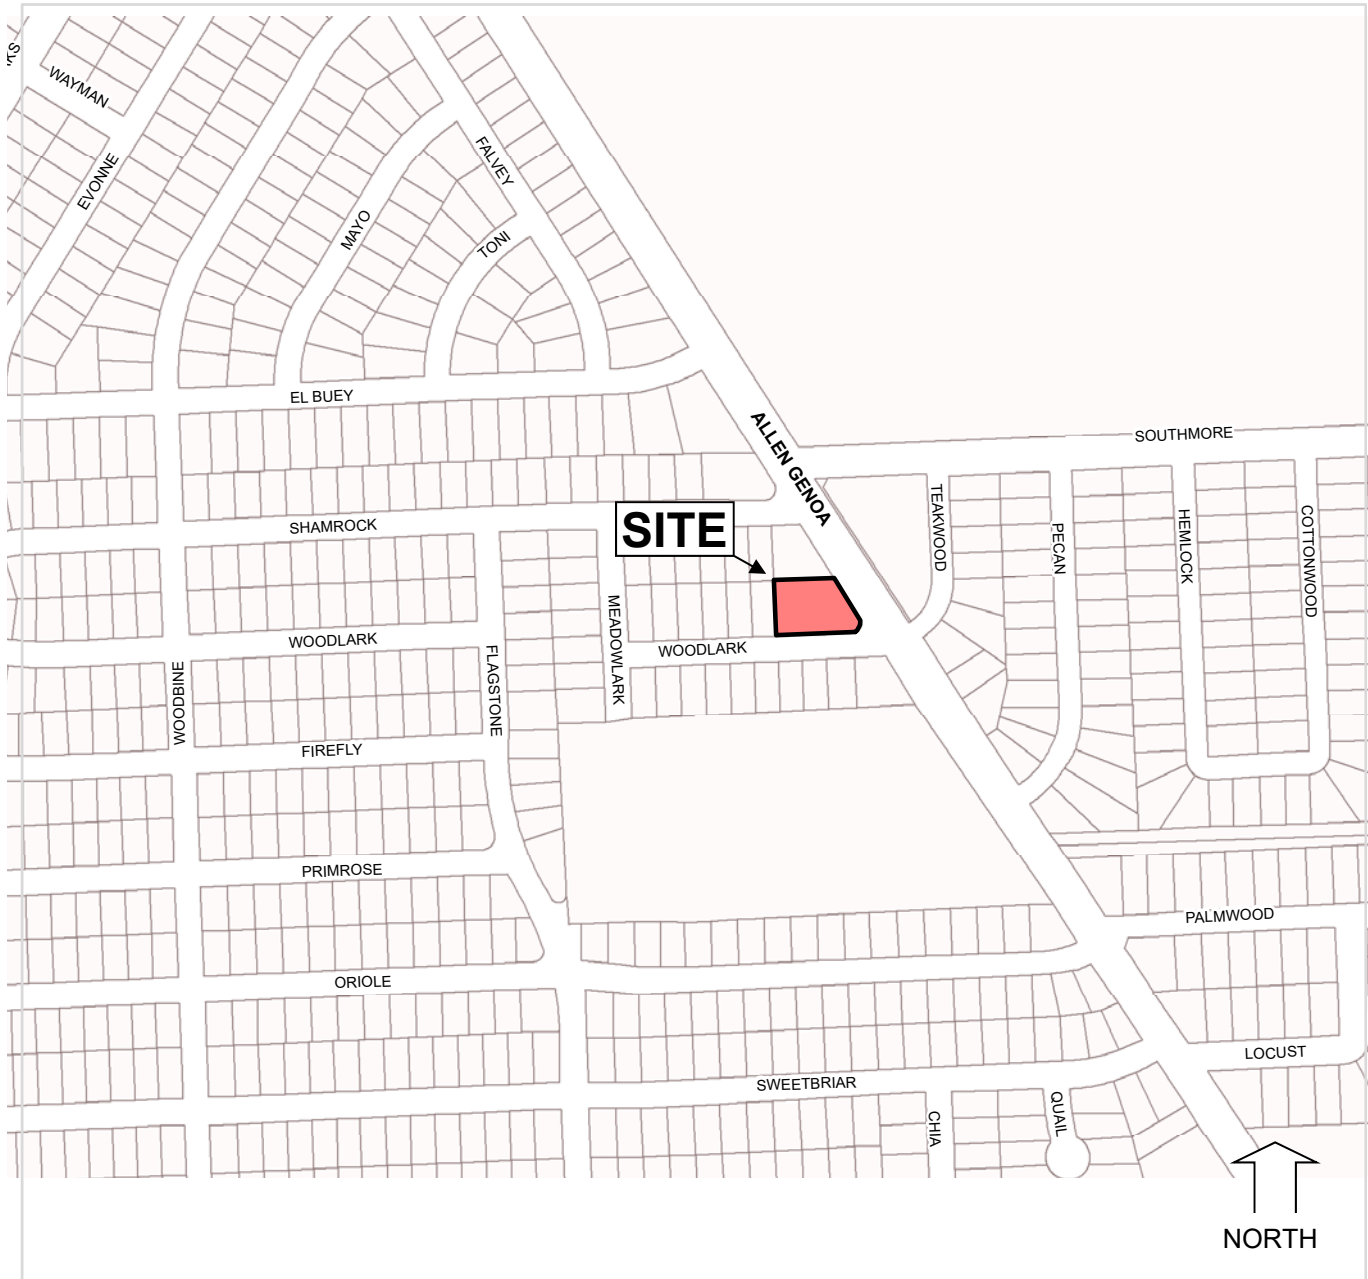 WAYMAN
EVONNE
FALVEY
MAYO
TONI
EL BUEY
ALLEN GENOA
SOUTHMORE
SHAMROCK
SITE
TEAKWOOD
PECAN
HEMLOCK
COTTONWOOD
WOODLARK
MEADOWLARK
WOODLARK
WOODBINE
FLAGSTONE
FIREFLY
PRIMROSE
PALMWOOD
ORIOLE
LOCUST
SWEETBRIAR
CHIA
QUAIL
NORTH